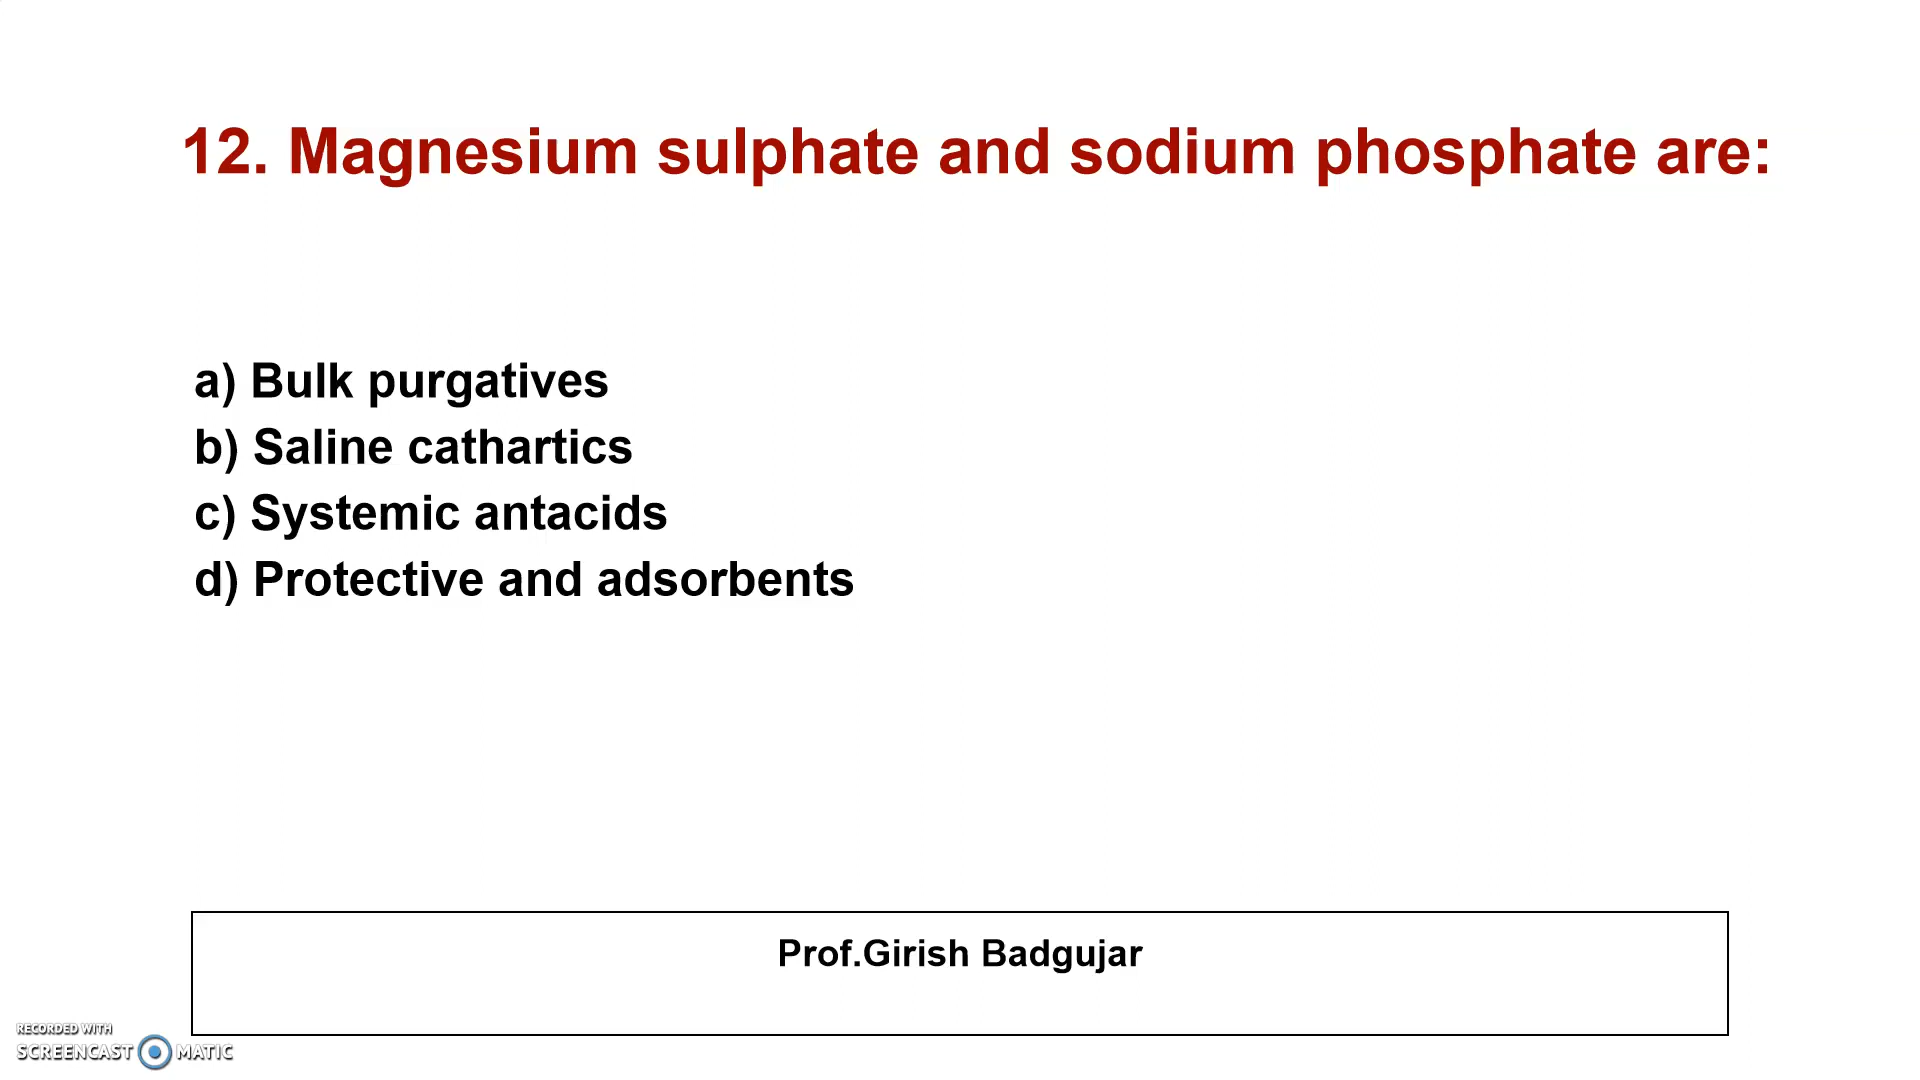 12. Magnesium sulphate and sodium phosphate are:
a) Bulk purgatives
b) Saline cathartics
c) Systemic antacids
d) Protective and adsorbents
Prof.Girish Badgujar
RECORDED WITH
SCREENCAST MATIC